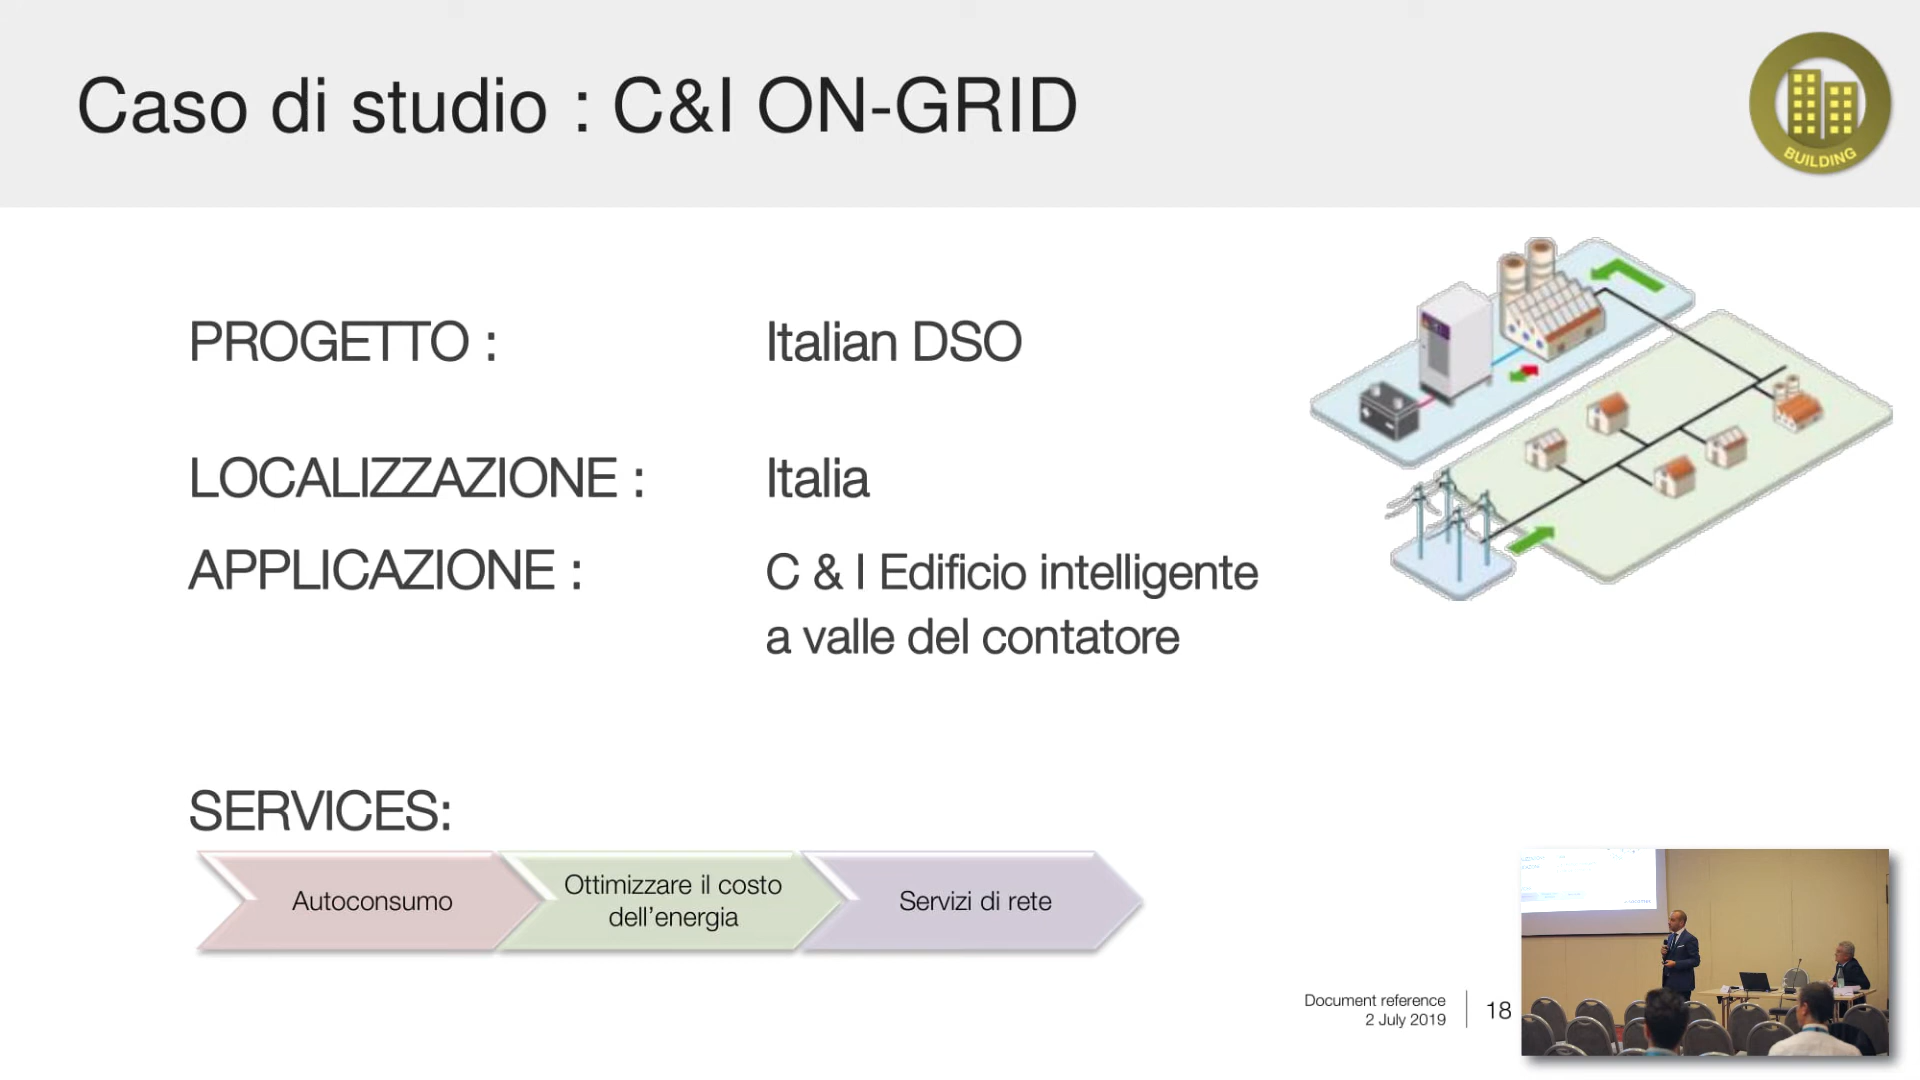 Caso di studio : C&I ON-GRID
BUILDING
PROGETTO :
Italian DSO
LOCALIZZAZIONE :
Italia
APPLICAZIONE :
C & I Edificio intelligente
a valle del contatore
SERVICES:
Autoconsumo
Ottimizzare il costo
dell'energia
Servizi di rete
Document reference
2 July 2019
18